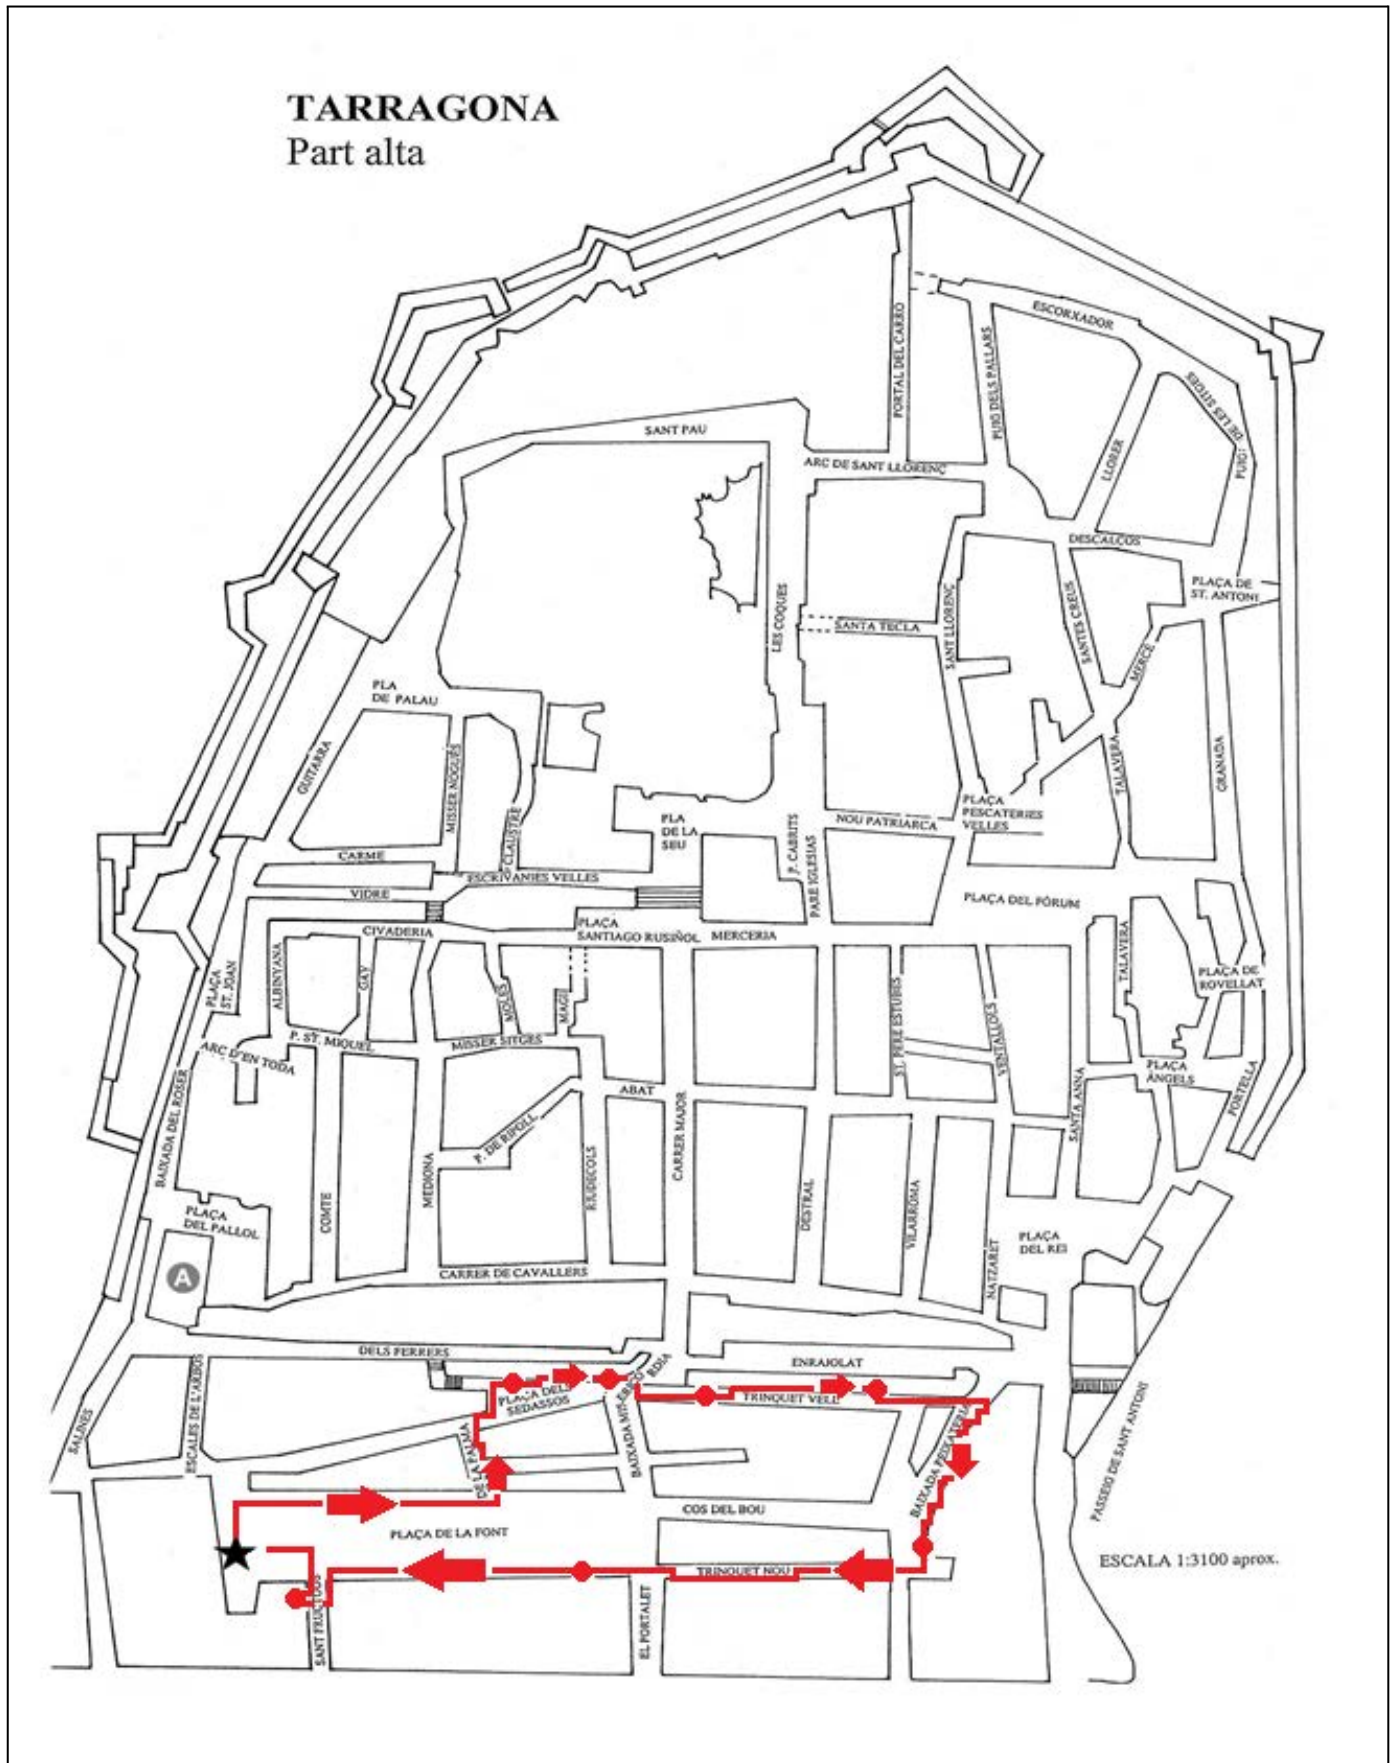 TARRAGONA
Part alta
ESCORXADOR
PORTAL DEL CARRO
PUIG DELS PALLARS
PUIG
DE LES SITGES
LLORER
SANT PAU
ARC DE SANT LLORENÇ
DESCALÇOS
PLAÇA DE
ST. ANTONI
LES COQUES
SANTA TECLA
SANT LLORENÇ
SANTES CREUS
MERCÈ
PLA
DE PALAU
GUITARRA
MISSER NOGUÉS
CLAUSTRE
TALAVERA
GRANADA
PLA
DE LA
SEU
J. CABRITS
PARE IGLESIAS
NOU PATRIARCA
PLAÇA
PESCATERIES
VELLES
CARME
ESCRIVANIES VELLES
VIDRE
PLAÇA DEL FÒRUM
CIVADERIA
PLAÇA
SANTIAGO RUSIÑOL
MERCERIA
PLAÇA
ST. JOAN
ALBINYANA
GAY
MOLES
MAGÍ
ST. PERE ESTUBES
VENTALLOLS
TALAVERA
PLAÇA DE
ROVELLAT
ARC D'EN TODA
P. ST. MIQUEL
MISSER SITGES
BAIXADA DEL ROSER
ABAT
PLAÇA
ÀNGELS
PORTELLA
SANTA ANNA
P. DE RIPOLL
CARRER MAJOR
COMTE
MEDIONA
RIUDECOLS
DESTRAL
VILARROMA
NATZARET
PLAÇA
DEL PALLOL
PLAÇA
DEL REI
A
CARRER DE CAVALLERS
DELS FERRERS
ENRAJOLAT
PLAÇA DELS
SEDASSOS
BAIXADA MISERICÒRDIA
TRINQUET VELL
SALINES
ESCALES DE L'ARBOS
DE LA PALMA
BAIXADA PEIXATERIA
PASSEIG DE SANT ANTONI
COS DEL BOU
PLAÇA DE LA FONT
ESCALA 1:3100 aprox.
TRINQUET NOU
SANT FRUCTUÓS
EL PORTALET